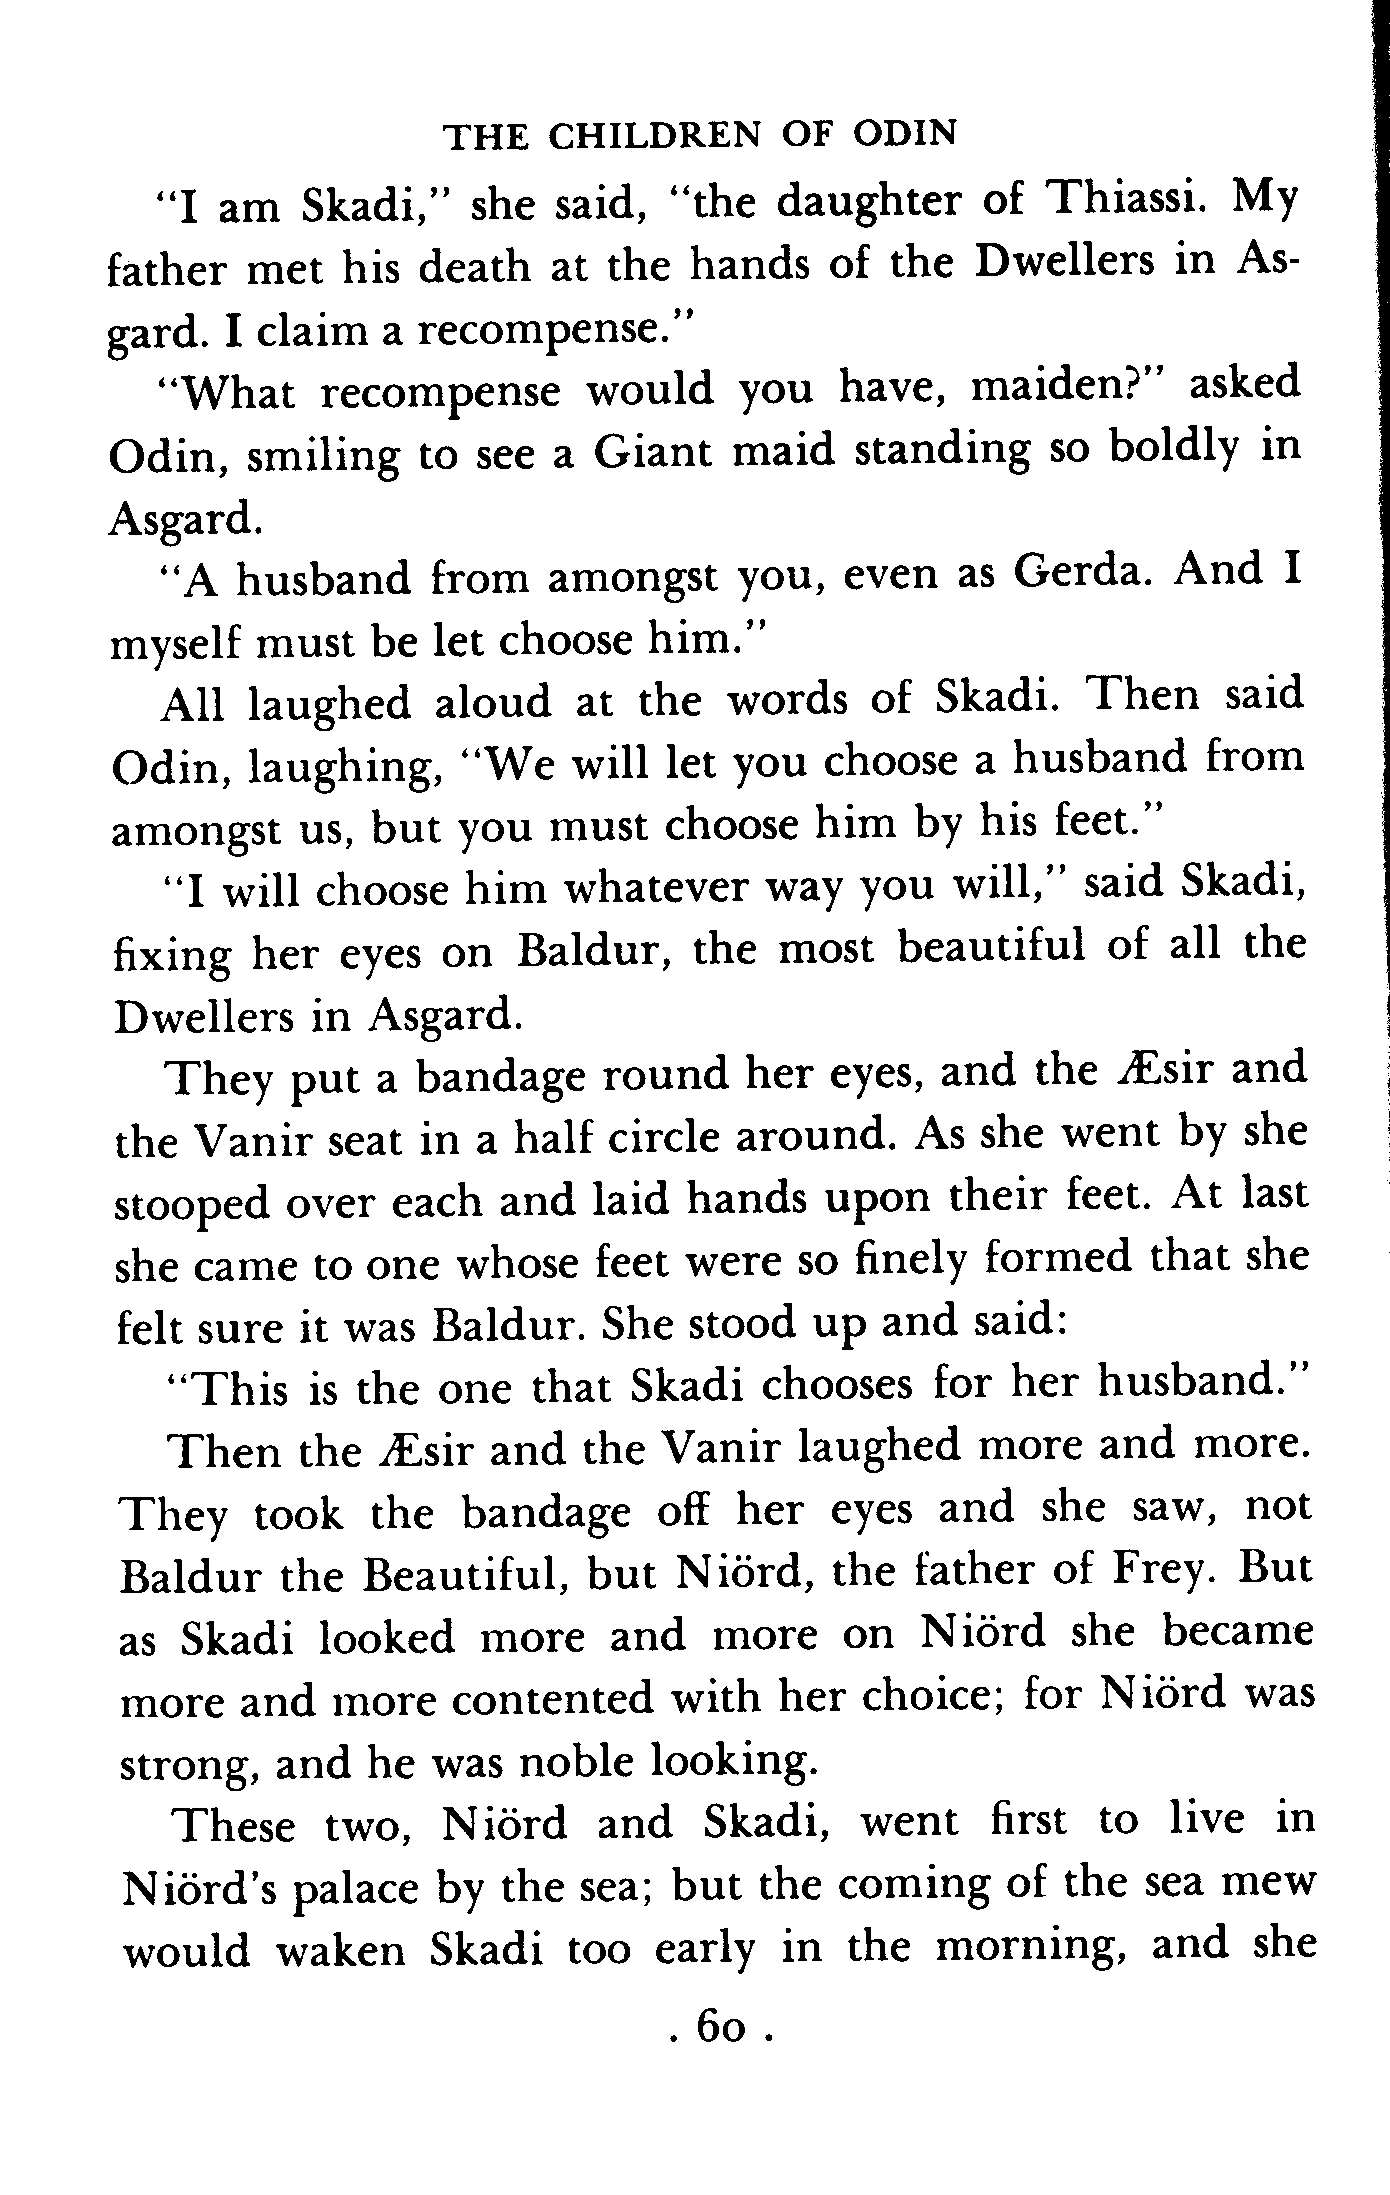 THE CHILDREN OF ODIN
"I am Skadi," she said, "the daughter of Thiassi. My
father met his death at the hands of the Dwellers in As-
gard. I claim a recompense."
"What recompense would you have, maiden?" asked
Odin, smiling to see a Giant maid standing so boldly in
Asgard.
"A husband from amongst you, even as Gerda. And I
myself must be let choose him."
All laughed aloud at the words of Skadi. Then said
Odin, laughing, "We will let you choose a husband from
amongst us, but you must choose him by his feet."
"I will choose him whatever way you will," said Skadi,
fixing her eyes on Baldur, the most beautiful of all the
Dwellers in Asgard.
They put a bandage round her eyes, and the Æsir and
the Vanir seat in a half circle around. As she went by she
stooped over each and laid hands upon their feet. At last
she came to one whose feet were so finely formed that she
felt sure it was Baldur. She stood up and said:
"This is the one that Skadi chooses for her husband."
Then the Æsir and the Vanir laughed more and more.
They took the bandage off her eyes and she saw, not
Baldur the Beautiful, but Niörd, the father of Frey. But
as Skadi looked more and more on Niörd she became
more and more contented with her choice; for Niörd was
strong, and he was noble looking.
These two, Niörd and Skadi, went first to live in
Niörd's palace by the sea; but the coming of the sea mew
would waken Skadi too early in the morning, and she
. 60 .